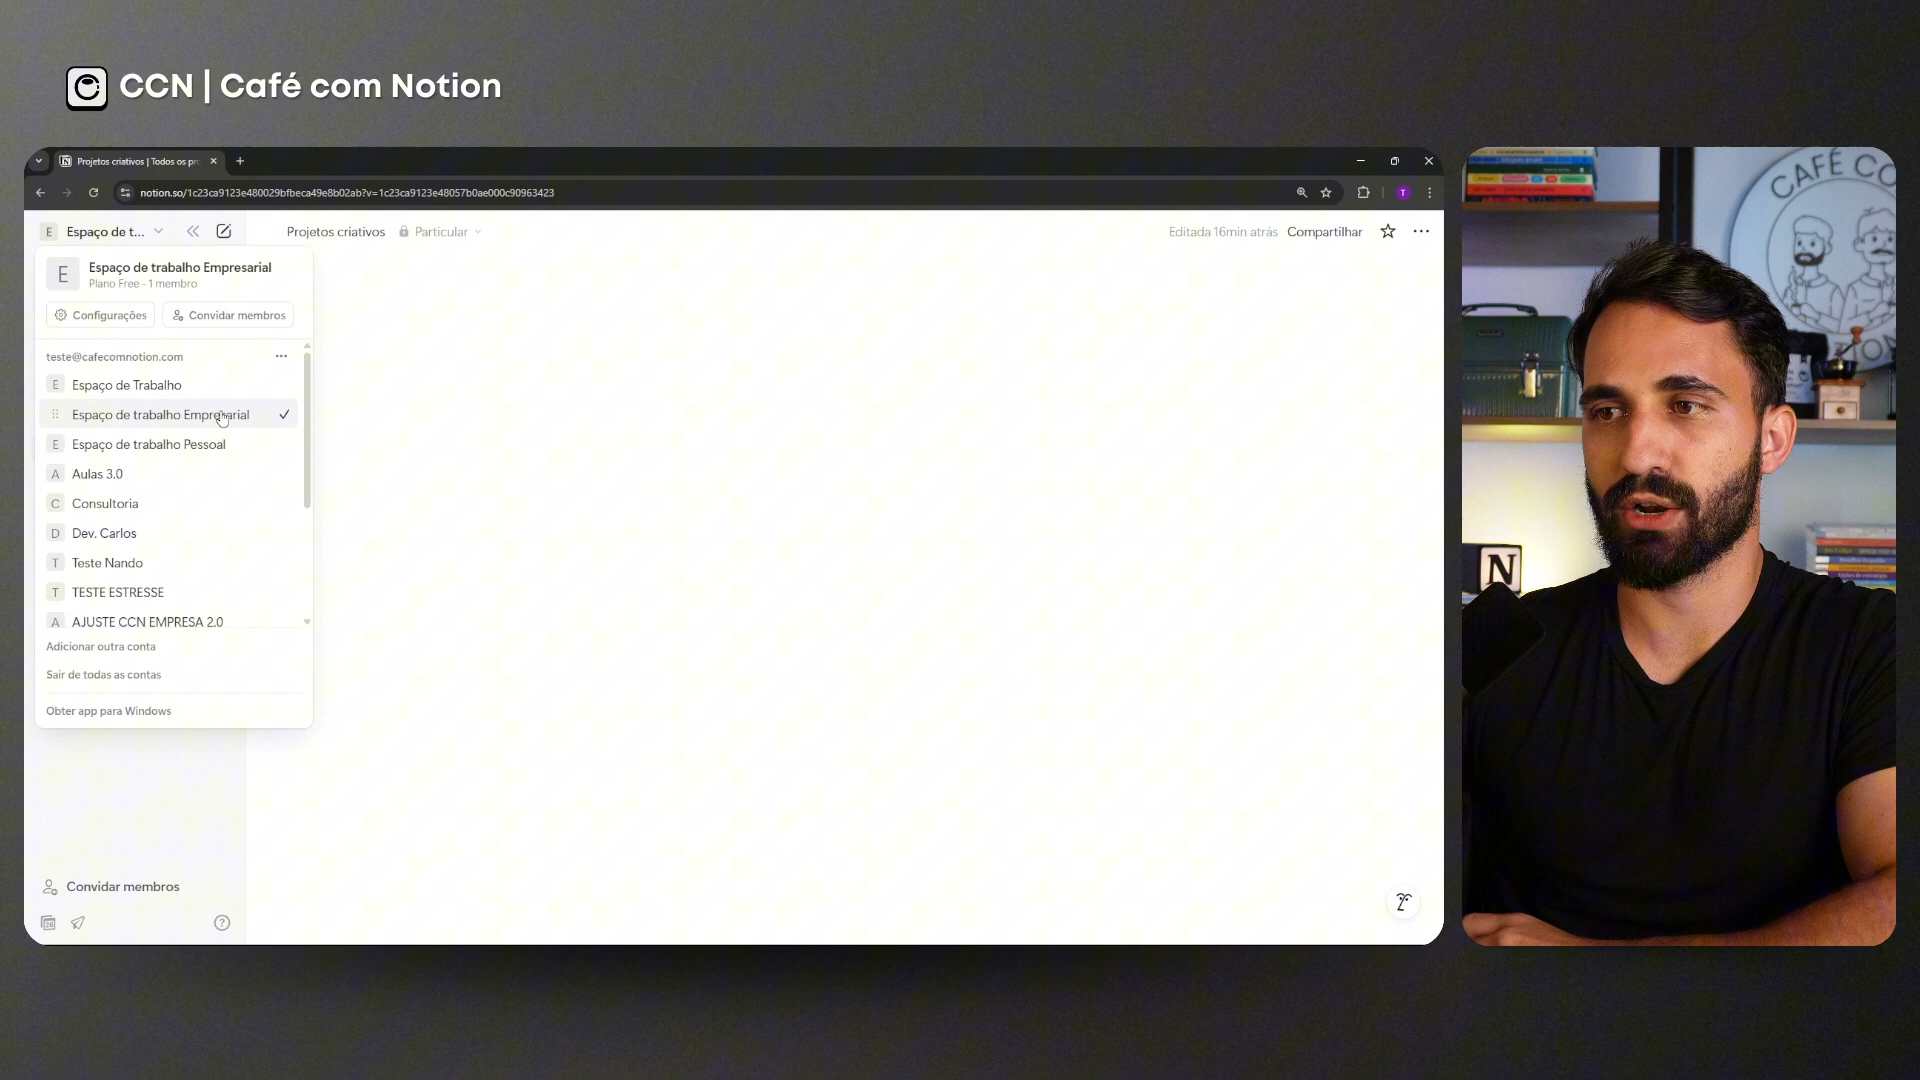 CCN | Café com Notion
Projetos criativos | Todos os pr
notion.so/1c23ca9123e480029bfbeca49e8b02ab?v=1c23ca9123e48057b0ae000c90963423
T
E Espaço de t...
Projetos criativos Particular
Editada 16min atrás Compartilhar
E
Espaço de trabalho Empresarial
Plano Free - 1 membro
Configurações Convidar membros
teste@cafecomnotion.com
E Espaço de Trabalho
Espaço de trabalho Empresarial
E Espaço de trabalho Pessoal
A Aulas 3.0
C Consultoria
D Dev. Carlos
T Teste Nando
T TESTE ESTRESSE
A AJUSTE CCN EMPRESA 2.0
Adicionar outra conta
Sair de todas as contas
Obter app para Windows
Convidar membros
CAFÉ CO
N